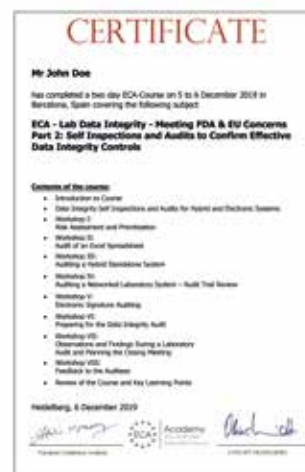 CERTIFICATE
Mr John Doe
has completed a two day ECA-Course on 5 to 6 December 2019 in
Barcelona, Spain covering the following subject
ECA - Lab Data Integrity - Meeting FDA & EU Concerns
Part 2: Self Inspections and Audits to Confirm Effective
Data Integrity Controls
Contents of the course:
• Introduction to Course
• Data Integrity Self Inspections and Audits for Hybrid and Electronic Systems
• Workshop I:
Risk Assessment and Prioritisation
• Workshop II:
Audit of an Excel Spreadsheet
• Workshop III:
Auditing a Hybrid Standalone System
• Workshop IV:
Auditing a Networked Laboratory System – Audit Trail Review
• Workshop V:
Electronic Signature Auditing
• Workshop VI:
Preparing for the Data Integrity Audit
• Workshop VII:
Observations and Findings During a Laboratory
Audit and Planning the Closing Meeting
• Workshop VIII:
Feedback to the Auditees
• Review of the Course and Key Learning Points
Heidelberg, 6 December 2019
ECA Academy